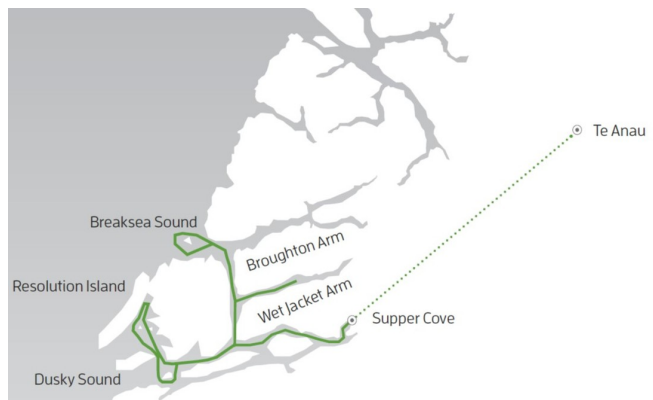 Te Anau
Breaksea Sound
Broughton Arm
Resolution Island
Wet Jacket Arm
Supper Cove
Dusky Sound